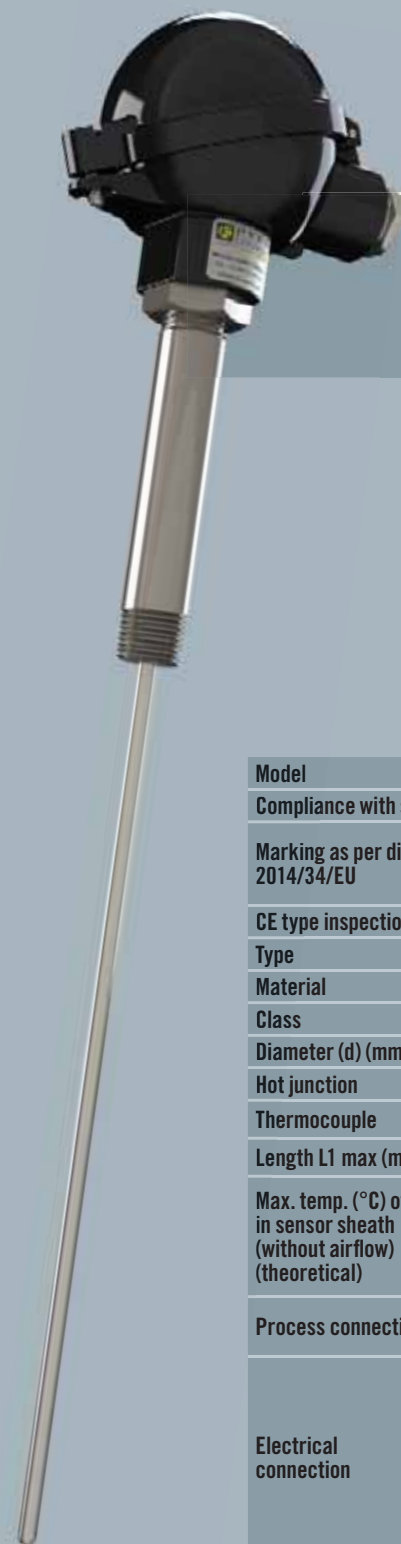 Model
Compliance with
Marking as per di
2014/34/EU
CE type inspectio
Type
Material
Class
Diameter (d) (mm
Hot junction
Thermocouple
Length L1 max (m
Max. temp. (°C) o
in sensor sheath
(without airflow)
(theoretical)
Process connecti
Electrical
connection